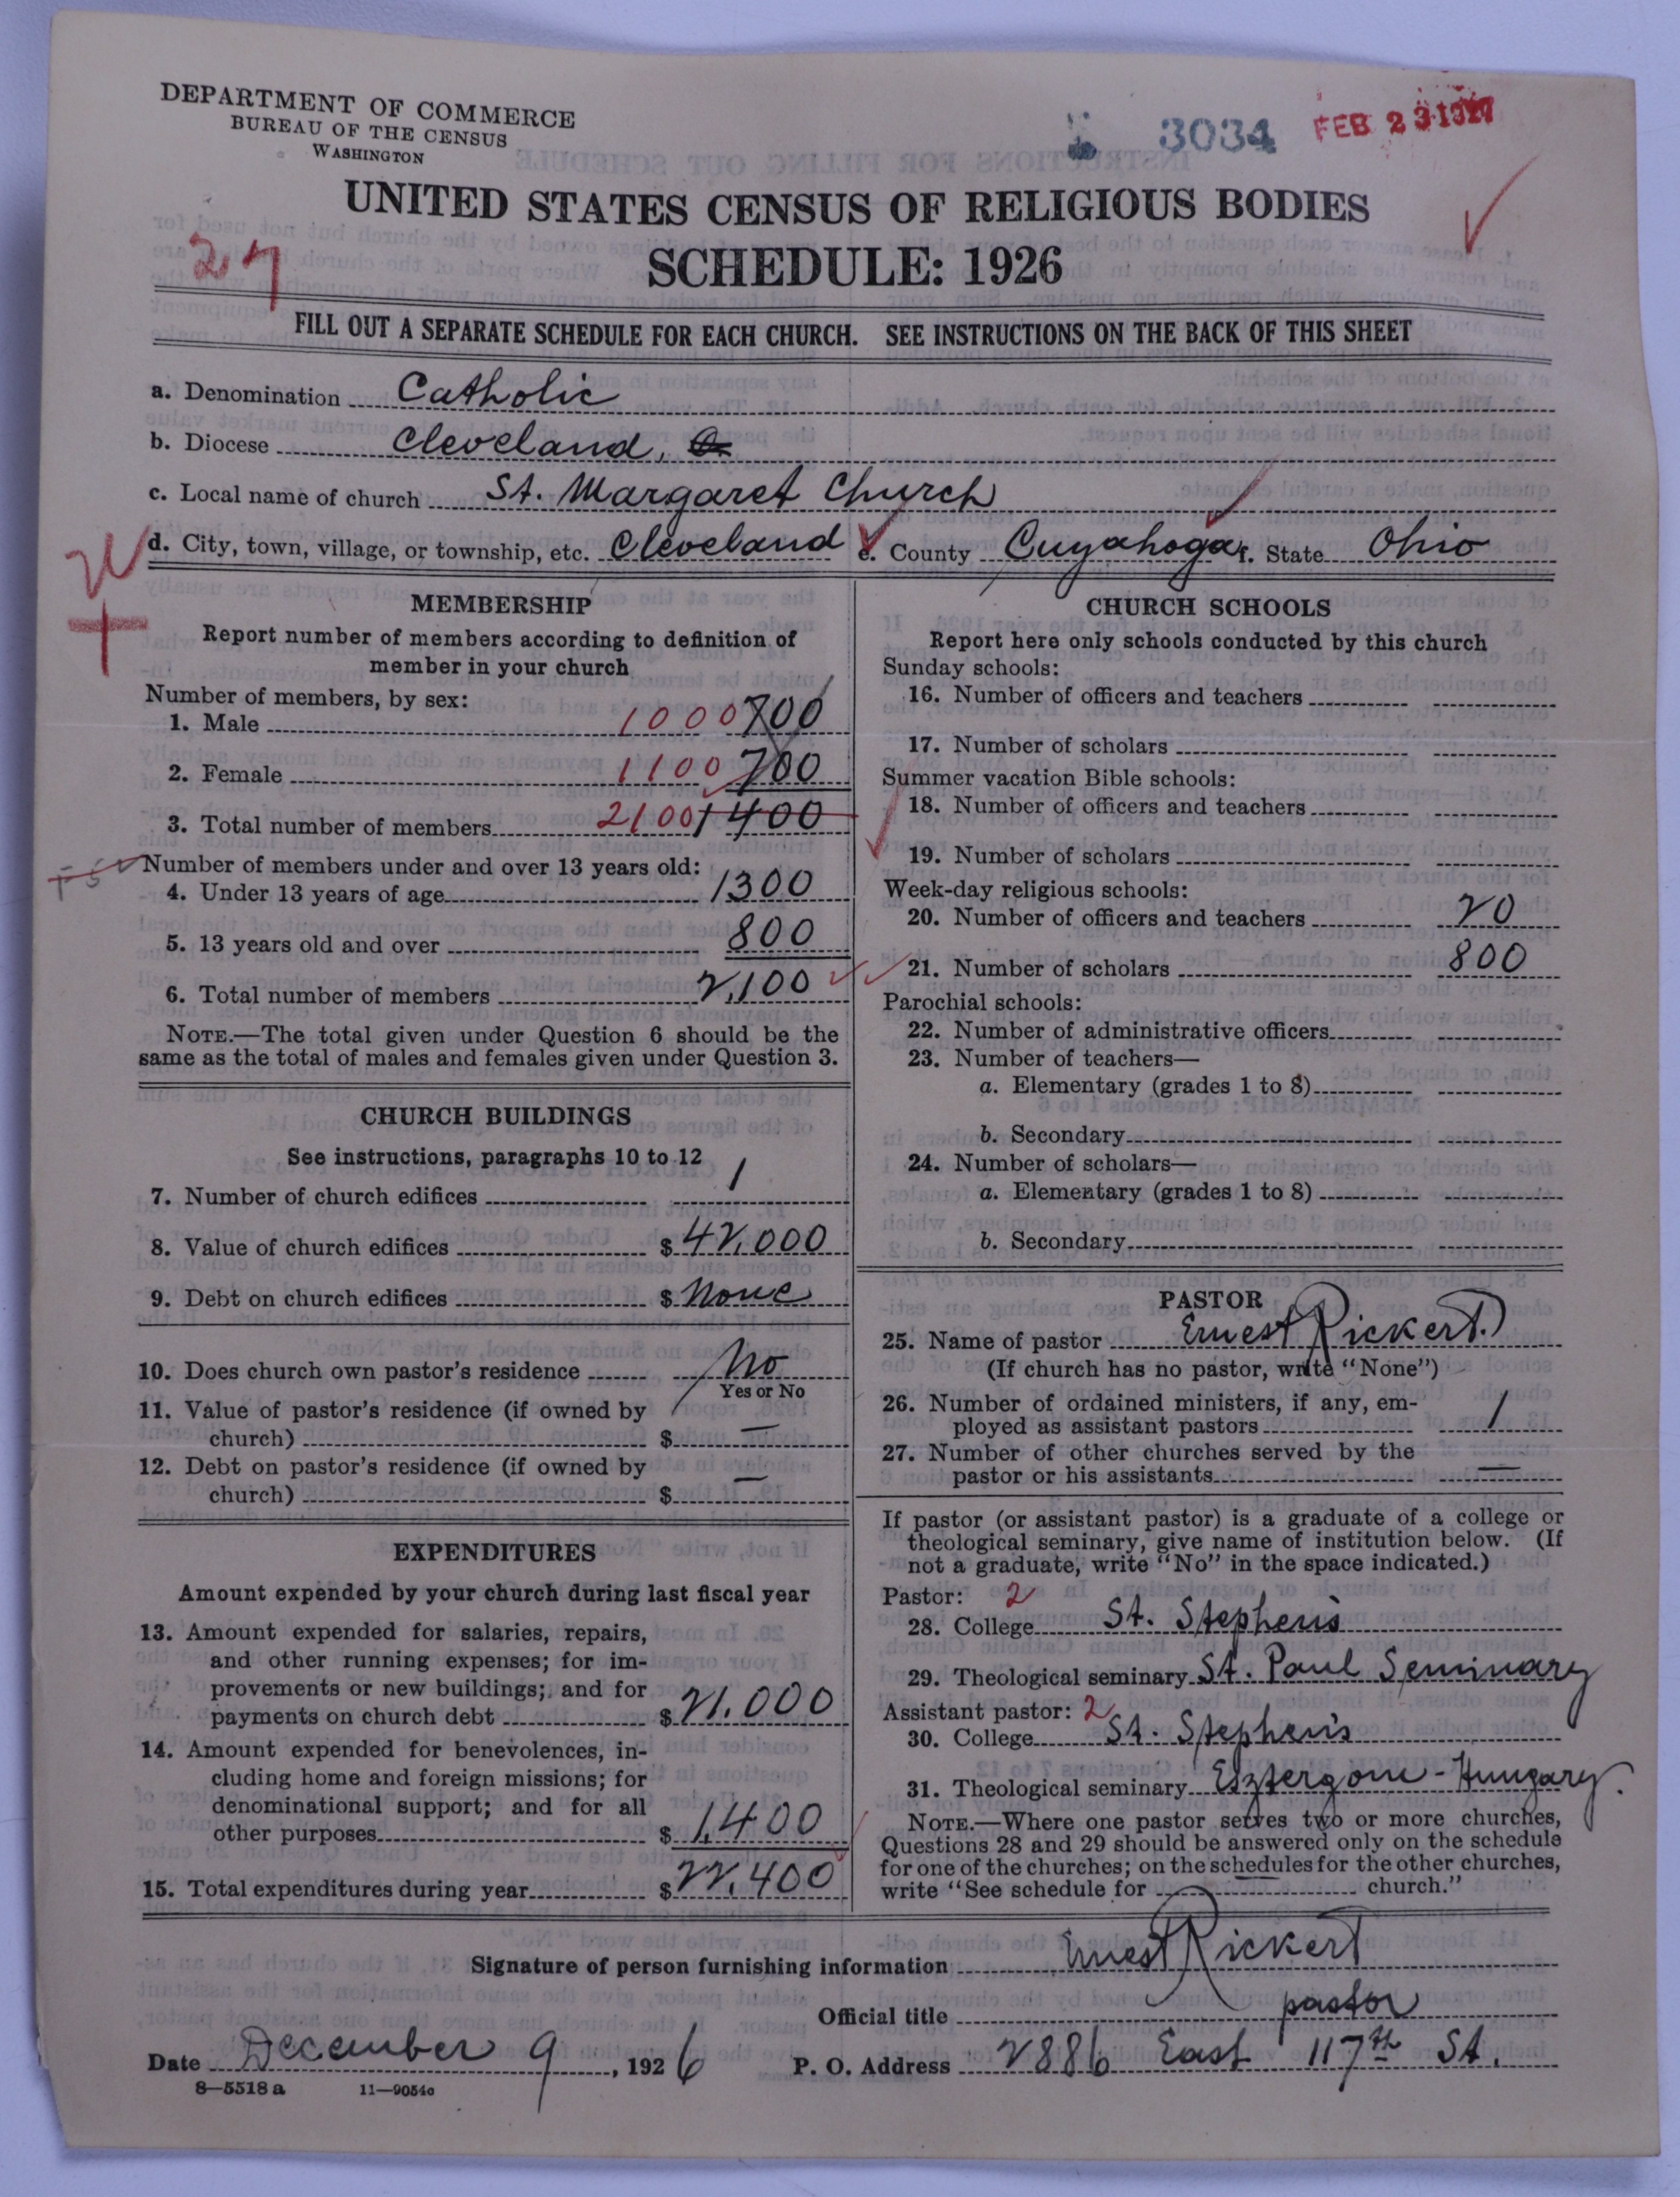 DEPARTMENT OF COMMERCE
BUREAU OF THE CENSUS
WASHINGTON
3034 FEB 23 1927
UNITED STATES CENSUS OF RELIGIOUS BODIES
SCHEDULE: 1926
27
FILL OUT A SEPARATE SCHEDULE FOR EACH CHURCH. SEE INSTRUCTIONS ON THE BACK OF THIS SHEET
a. Denomination Catholic
b. Diocese Cleveland,
c. Local name of church St. Margaret Church
d. City, town, village, or township, etc. Cleveland e. County Cuyahoga f. State Ohio
MEMBERSHIP
Report number of members according to definition of
member in your church
Number of members, by sex:
1. Male 1000 700
2. Female 1100 700
3. Total number of members 2100 1400
Number of members under and over 13 years old:
4. Under 13 years of age 1300
5. 13 years old and over 800
6. Total number of members 2,100
NOTE.—The total given under Question 6 should be the
same as the total of males and females given under Question 3.
CHURCH BUILDINGS
See instructions, paragraphs 10 to 12
7. Number of church edifices 1
8. Value of church edifices $ 42,000
9. Debt on church edifices $ None
10. Does church own pastor's residence No
Yes or No
11. Value of pastor's residence (if owned by
church) $ —
12. Debt on pastor's residence (if owned by
church) $ —
EXPENDITURES
Amount expended by your church during last fiscal year
13. Amount expended for salaries, repairs,
and other running expenses; for im-
provements or new buildings; and for
payments on church debt $ 21.000
14. Amount expended for benevolences, in-
cluding home and foreign missions; for
denominational support; and for all
other purposes $ 1,400
15. Total expenditures during year $ 22.400
CHURCH SCHOOLS
Report here only schools conducted by this church
Sunday schools:
16. Number of officers and teachers
17. Number of scholars
Summer vacation Bible schools:
18. Number of officers and teachers
19. Number of scholars
Week-day religious schools:
20. Number of officers and teachers 20
21. Number of scholars 800
Parochial schools:
22. Number of administrative officers
23. Number of teachers—
a. Elementary (grades 1 to 8)
b. Secondary
24. Number of scholars—
a. Elementary (grades 1 to 8)
b. Secondary
PASTOR
25. Name of pastor Ernest Rickert
(If church has no pastor, write "None")
26. Number of ordained ministers, if any, em-
ployed as assistant pastors 1
27. Number of other churches served by the
pastor or his assistants —
If pastor (or assistant pastor) is a graduate of a college or
theological seminary, give name of institution below. (If
not a graduate, write "No" in the space indicated.)
Pastor: 2
28. College St. Stephen's
29. Theological seminary St. Paul Seminary
Assistant pastor: 2
30. College St. Stephen's
31. Theological seminary Esztergom - Hungary.
NOTE.—Where one pastor serves two or more churches,
Questions 28 and 29 should be answered only on the schedule
for one of the churches; on the schedules for the other churches,
write "See schedule for — church."
Signature of person furnishing information Ernest Rickert
Official title pastor
Date December 9, 1926 P. O. Address 2886 East 117th St.
8—5518 a 11—9054c